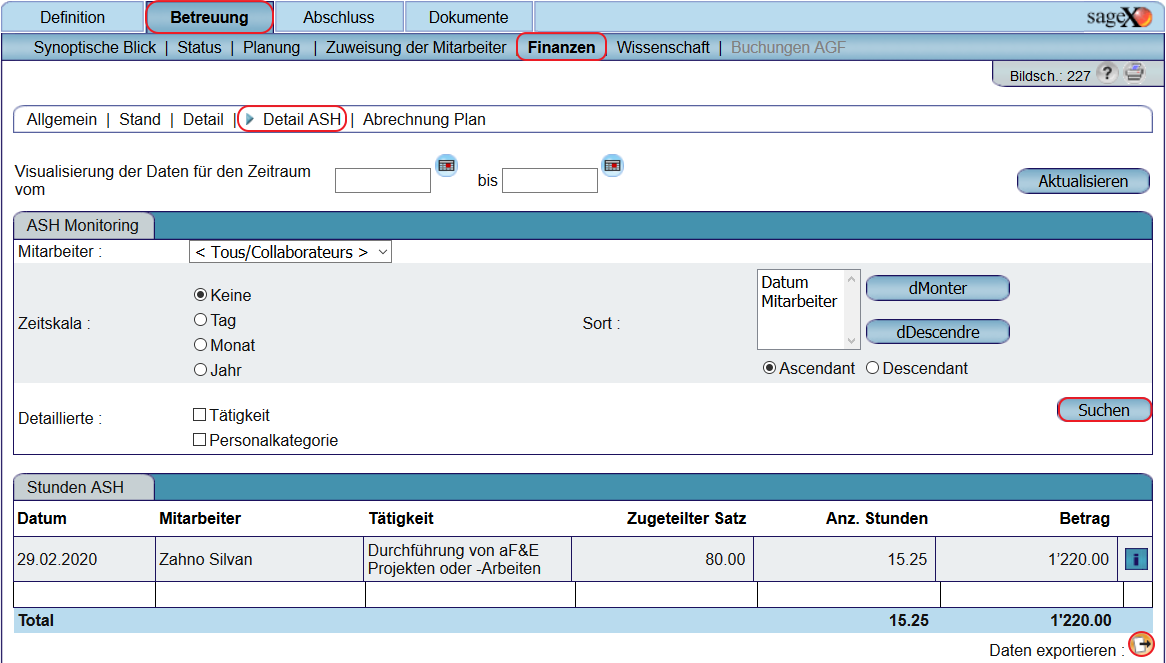 Definition Betreuung Abschluss Dokumente sageX
Synoptische Blick | Status | Planung | Zuweisung der Mitarbeiter Finanzen Wissenschaft | Buchungen AGF
Bildsch.: 227 ?
Allgemein | Stand | Detail | Detail ASH | Abrechnung Plan
Visualisierung der Daten für den Zeitraum
vom bis Aktualisieren
ASH Monitoring
Mitarbeiter : < Tous/Collaborateurs >
Zeitskala :
Keine
Tag
Monat
Jahr
Sort :
Datum
Mitarbeiter
dMonter
dDescendre
Ascendant Descendant
Detaillierte :
Tätigkeit
Personalkategorie
Suchen
Stunden ASH
Datum Mitarbeiter Tätigkeit Zugeteilter Satz Anz. Stunden Betrag
29.02.2020 Zahno Silvan Durchführung von aF&E
Projekten oder -Arbeiten 80.00 15.25 1'220.00 i
Total 15.25 1'220.00
Daten exportieren :